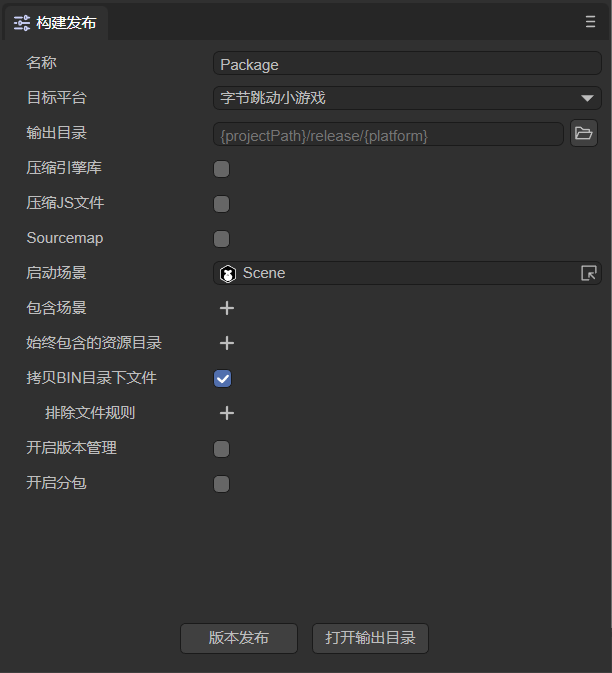 构建发布
名称 Package
目标平台 字节跳动小游戏
输出目录 {projectPath}/release/{platform}
压缩引擎库
压缩JS文件
Sourcemap
启动场景 Scene
包含场景
始终包含的资源目录
拷贝BIN目录下文件
排除文件规则
开启版本管理
开启分包
版本发布 打开输出目录